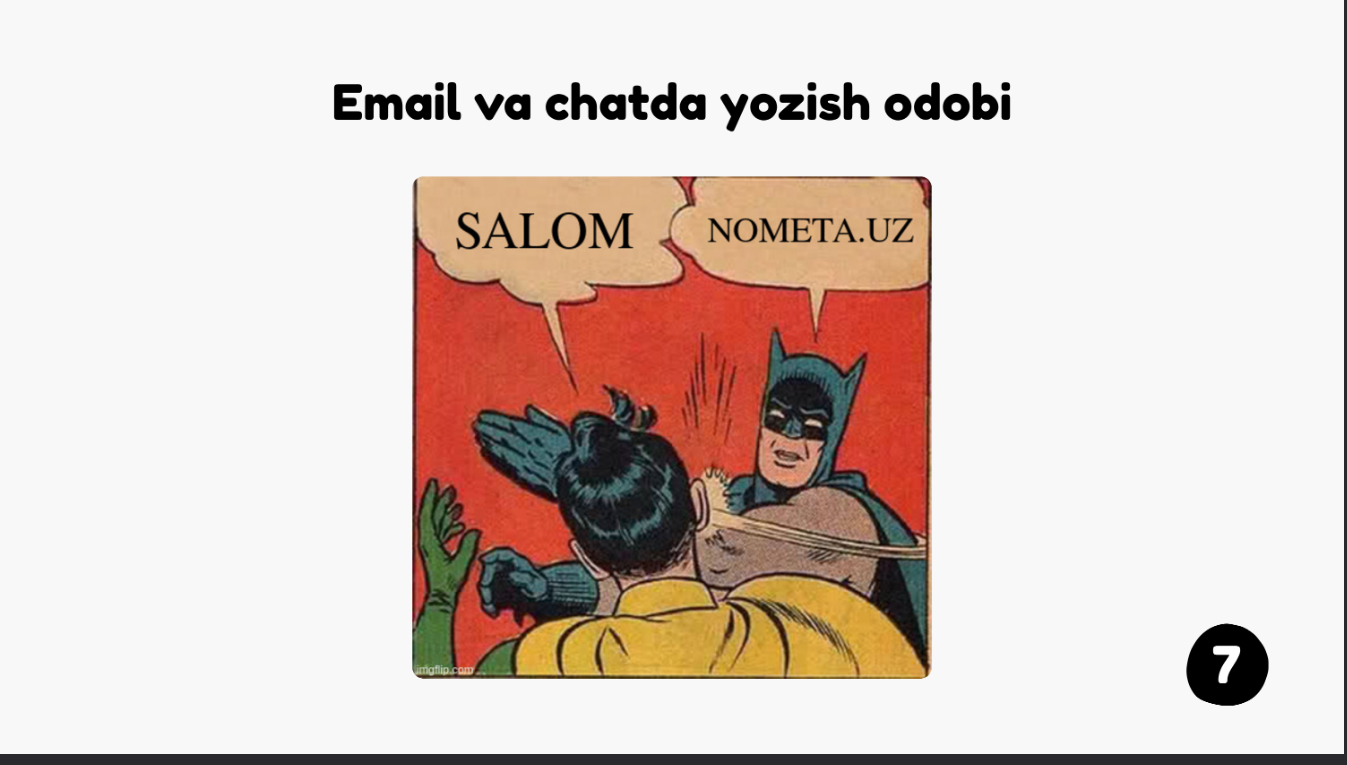 Email va chatda yozish odobi
SALOM
NOMETA.UZ
imgflip.com
7